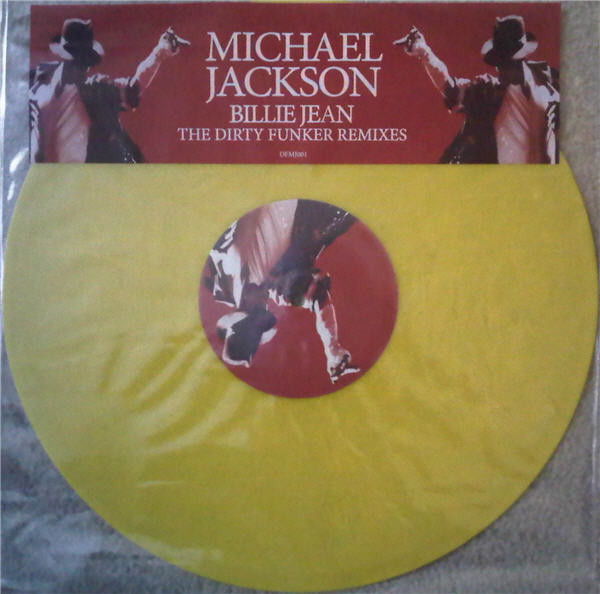 MICHAEL
JACKSON
BILLIE JEAN
THE DIRTY FUNKER REMIXES
DFMJ001